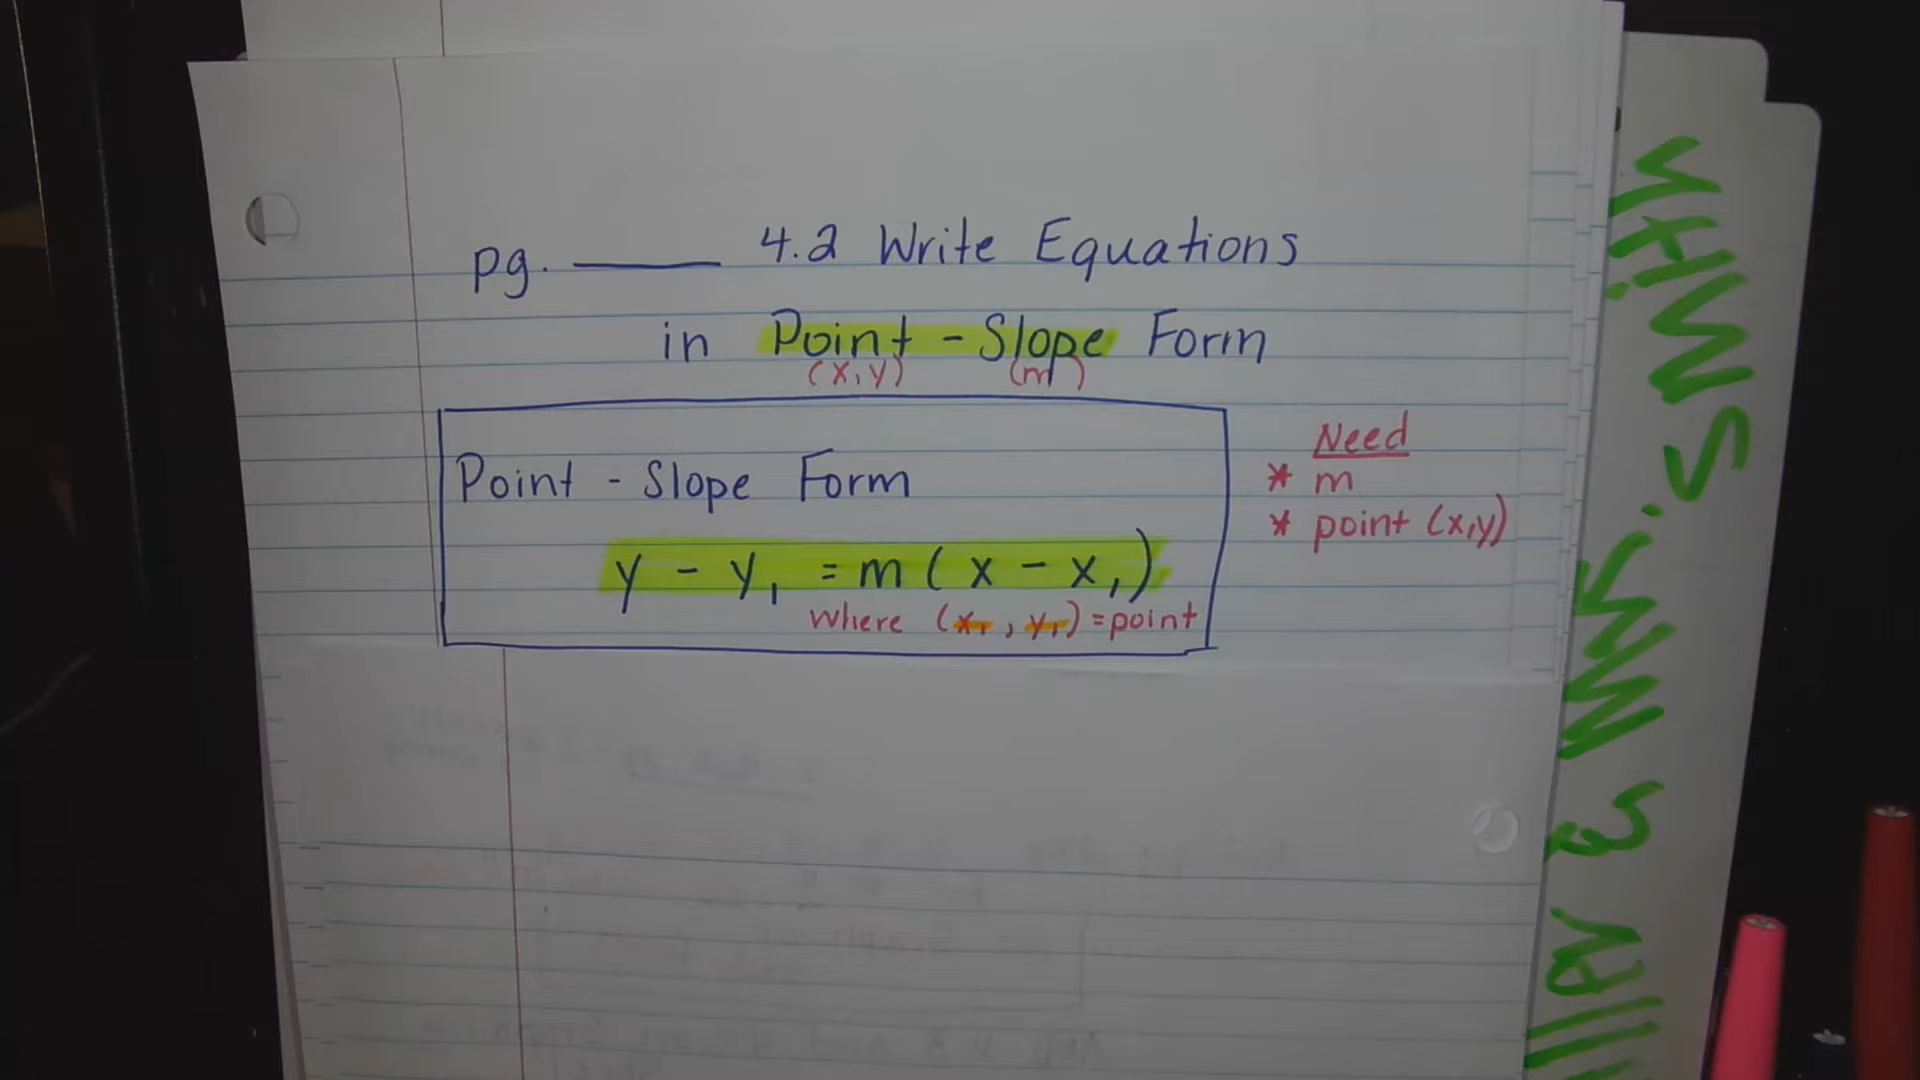 pg. ____ 4.2 Write Equations
in Point - Slope Form
(x, y) (m)
Point - Slope Form
y - y₁ = m(x - x₁)
where (x₁, y₁) = point
Need
* m
* point (x,y)